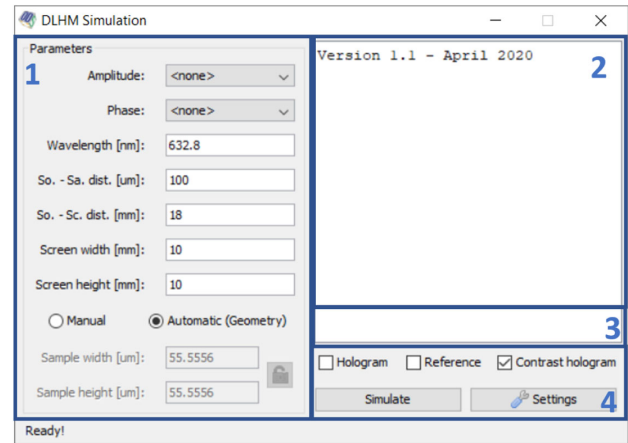 DLHM Simulation
Parameters
1
Amplitude: <none>
Phase: <none>
Wavelength [nm]: 632.8
So. - Sa. dist. [um]: 100
So. - Sc. dist. [mm]: 18
Screen width [mm]: 10
Screen height [mm]: 10
Manual Automatic (Geometry)
Sample width [um]: 55.5556
Sample height [um]: 55.5556
Version 1.1 - April 2020
2
3
Hologram Reference Contrast hologram
Simulate Settings 4
Ready!